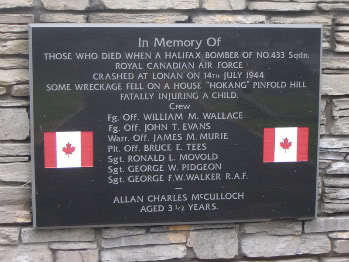 In Memory Of
THOSE WHO DIED WHEN A HALIFAX BOMBER OF NO.433 Sqdn.
ROYAL CANADIAN AIR FORCE
CRASHED AT LONAN ON 14TH JULY 1944
SOME WRECKAGE FELL ON A HOUSE "HOKANG" PINFOLD HILL
FATALLY INJURING A CHILD.
Crew
Fg. Off. WILLIAM M. WALLACE
Fg. Off. JOHN T. EVANS
Warr. Off. JAMES M. MURIE
Plt. Off. BRUCE E. TEES
Sgt. RONALD L. MOVOLD
Sgt. GEORGE W. PIDGEON
Sgt. GEORGE F.W.WALKER R.A.F.
—
ALLAN CHARLES McCULLOCH
AGED 3 1/2 YEARS.